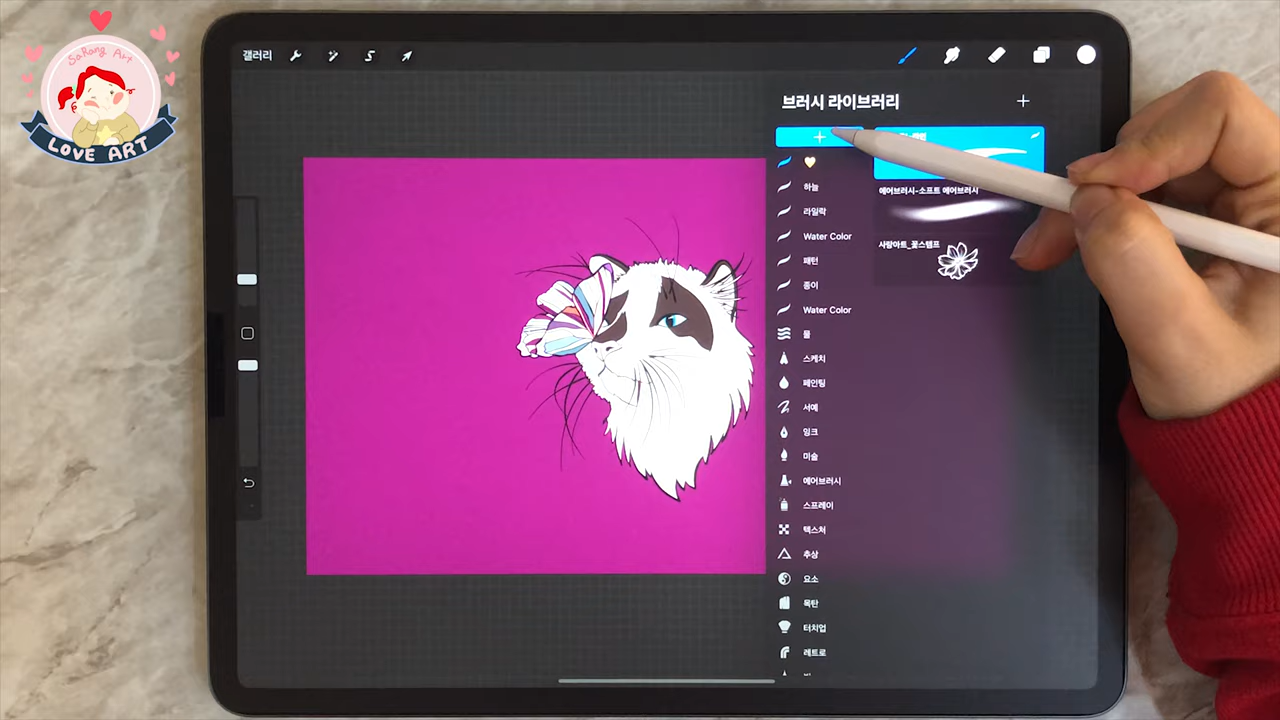 SaRang Art
LOVE ART
갤러리
브러시 라이브러리
하늘
라일락
Water Color
패턴
종이
Water Color
물
스케치
페인팅
서예
잉크
미술
에어브러시
스프레이
텍스처
추상
요소
목탄
터치업
레트로
에어브러시-소프트 에어브러시
사랑아트_꽃스탬프